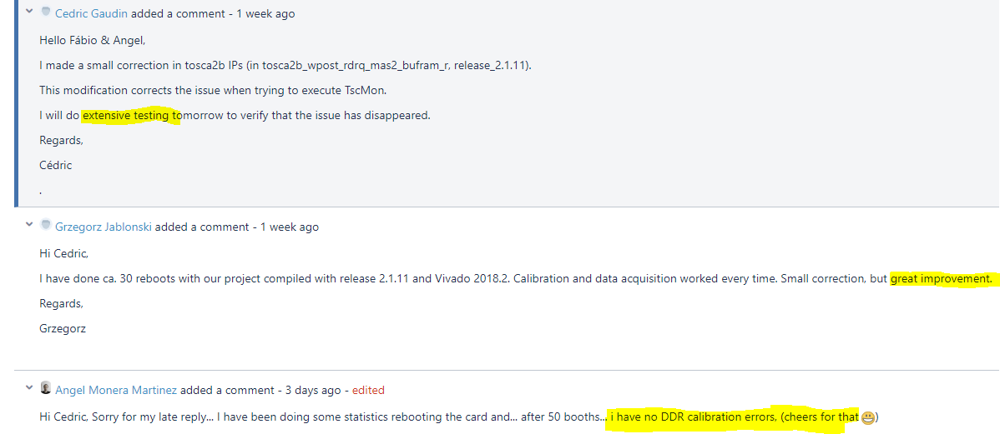 Cedric Gaudin added a comment - 1 week ago
Hello Fábio & Angel,
I made a small correction in tosca2b IPs (in tosca2b_wpost_rdrq_mas2_bufram_r, release_2.1.11).
This modification corrects the issue when trying to execute TscMon.
I will do extensive testing tomorrow to verify that the issue has disappeared.
Regards,
Cédric
.
Grzegorz Jablonski added a comment - 1 week ago
Hi Cedric,
I have done ca. 30 reboots with our project compiled with release 2.1.11 and Vivado 2018.2. Calibration and data acquisition worked every time. Small correction, but great improvement.
Regards,
Grzegorz
Angel Monera Martinez added a comment - 3 days ago - edited
Hi Cedric, Sorry for my late reply... I have been doing some statistics rebooting the card and... after 50 booths... i have no DDR calibration errors, (cheers for that 😀)